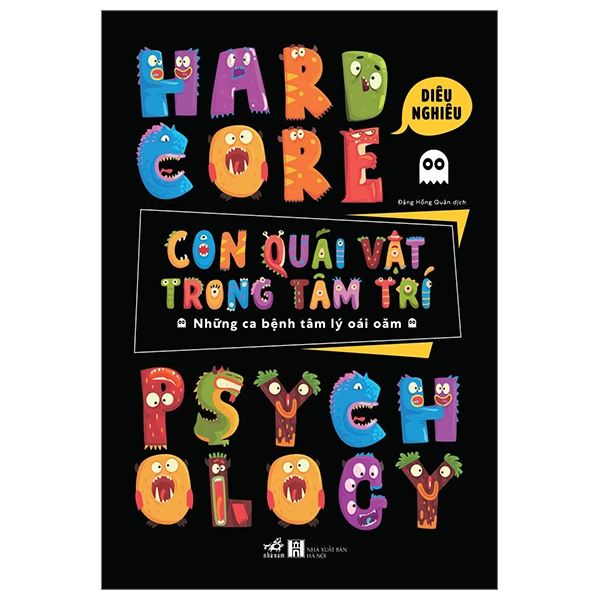 HARD
DIÊU
NGHIÊU
CORE
Đặng Hồng Quân dịch
CON QUÁI VẬT
TRONG TÂM TRÍ
Những ca bệnh tâm lý oái oăm
PSYCH
OLOGY
nhã nam
NHÀ XUẤT BẢN
HÀ NỘI